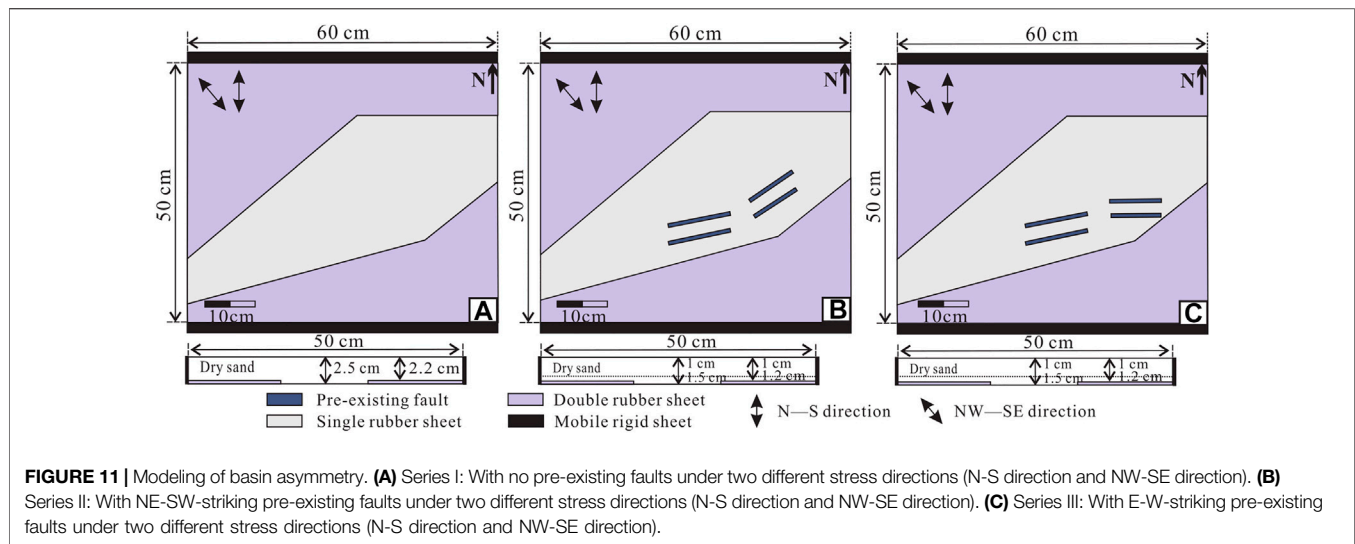 60 cm
60 cm
60 cm
N
N
N
50 cm
50 cm
50 cm
10cm
A
10cm
B
10cm
C
50 cm
50 cm
50 cm
Dry sand
2.5 cm
2.2 cm
Dry sand
1 cm
1.5 cm
1 cm
1.2 cm
Dry sand
1 cm
1.5 cm
1 cm
1.2 cm
Pre-existing fault
Double rubber sheet
N—S direction
NW—SE direction
Single rubber sheet
Mobile rigid sheet
FIGURE 11 | Modeling of basin asymmetry. (A) Series I: With no pre-existing faults under two different stress directions (N-S direction and NW-SE direction). (B)
Series II: With NE-SW-striking pre-existing faults under two different stress directions (N-S direction and NW-SE direction). (C) Series III: With E-W-striking pre-existing
faults under two different stress directions (N-S direction and NW-SE direction).